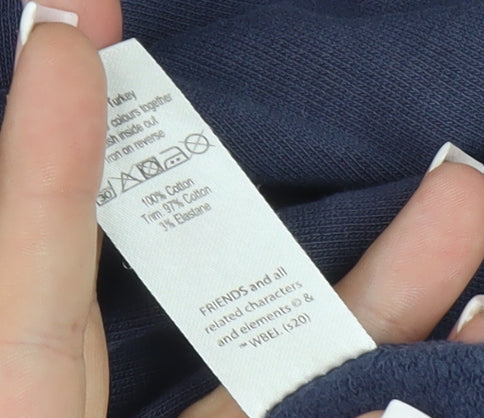 Turkey
colours together
inside out
iron on reverse
30
100% Cotton
Trim: 97% Cotton
3% Elastane
FRIENDS and all
related characters
and elements © &
™ WBEI. (s20)